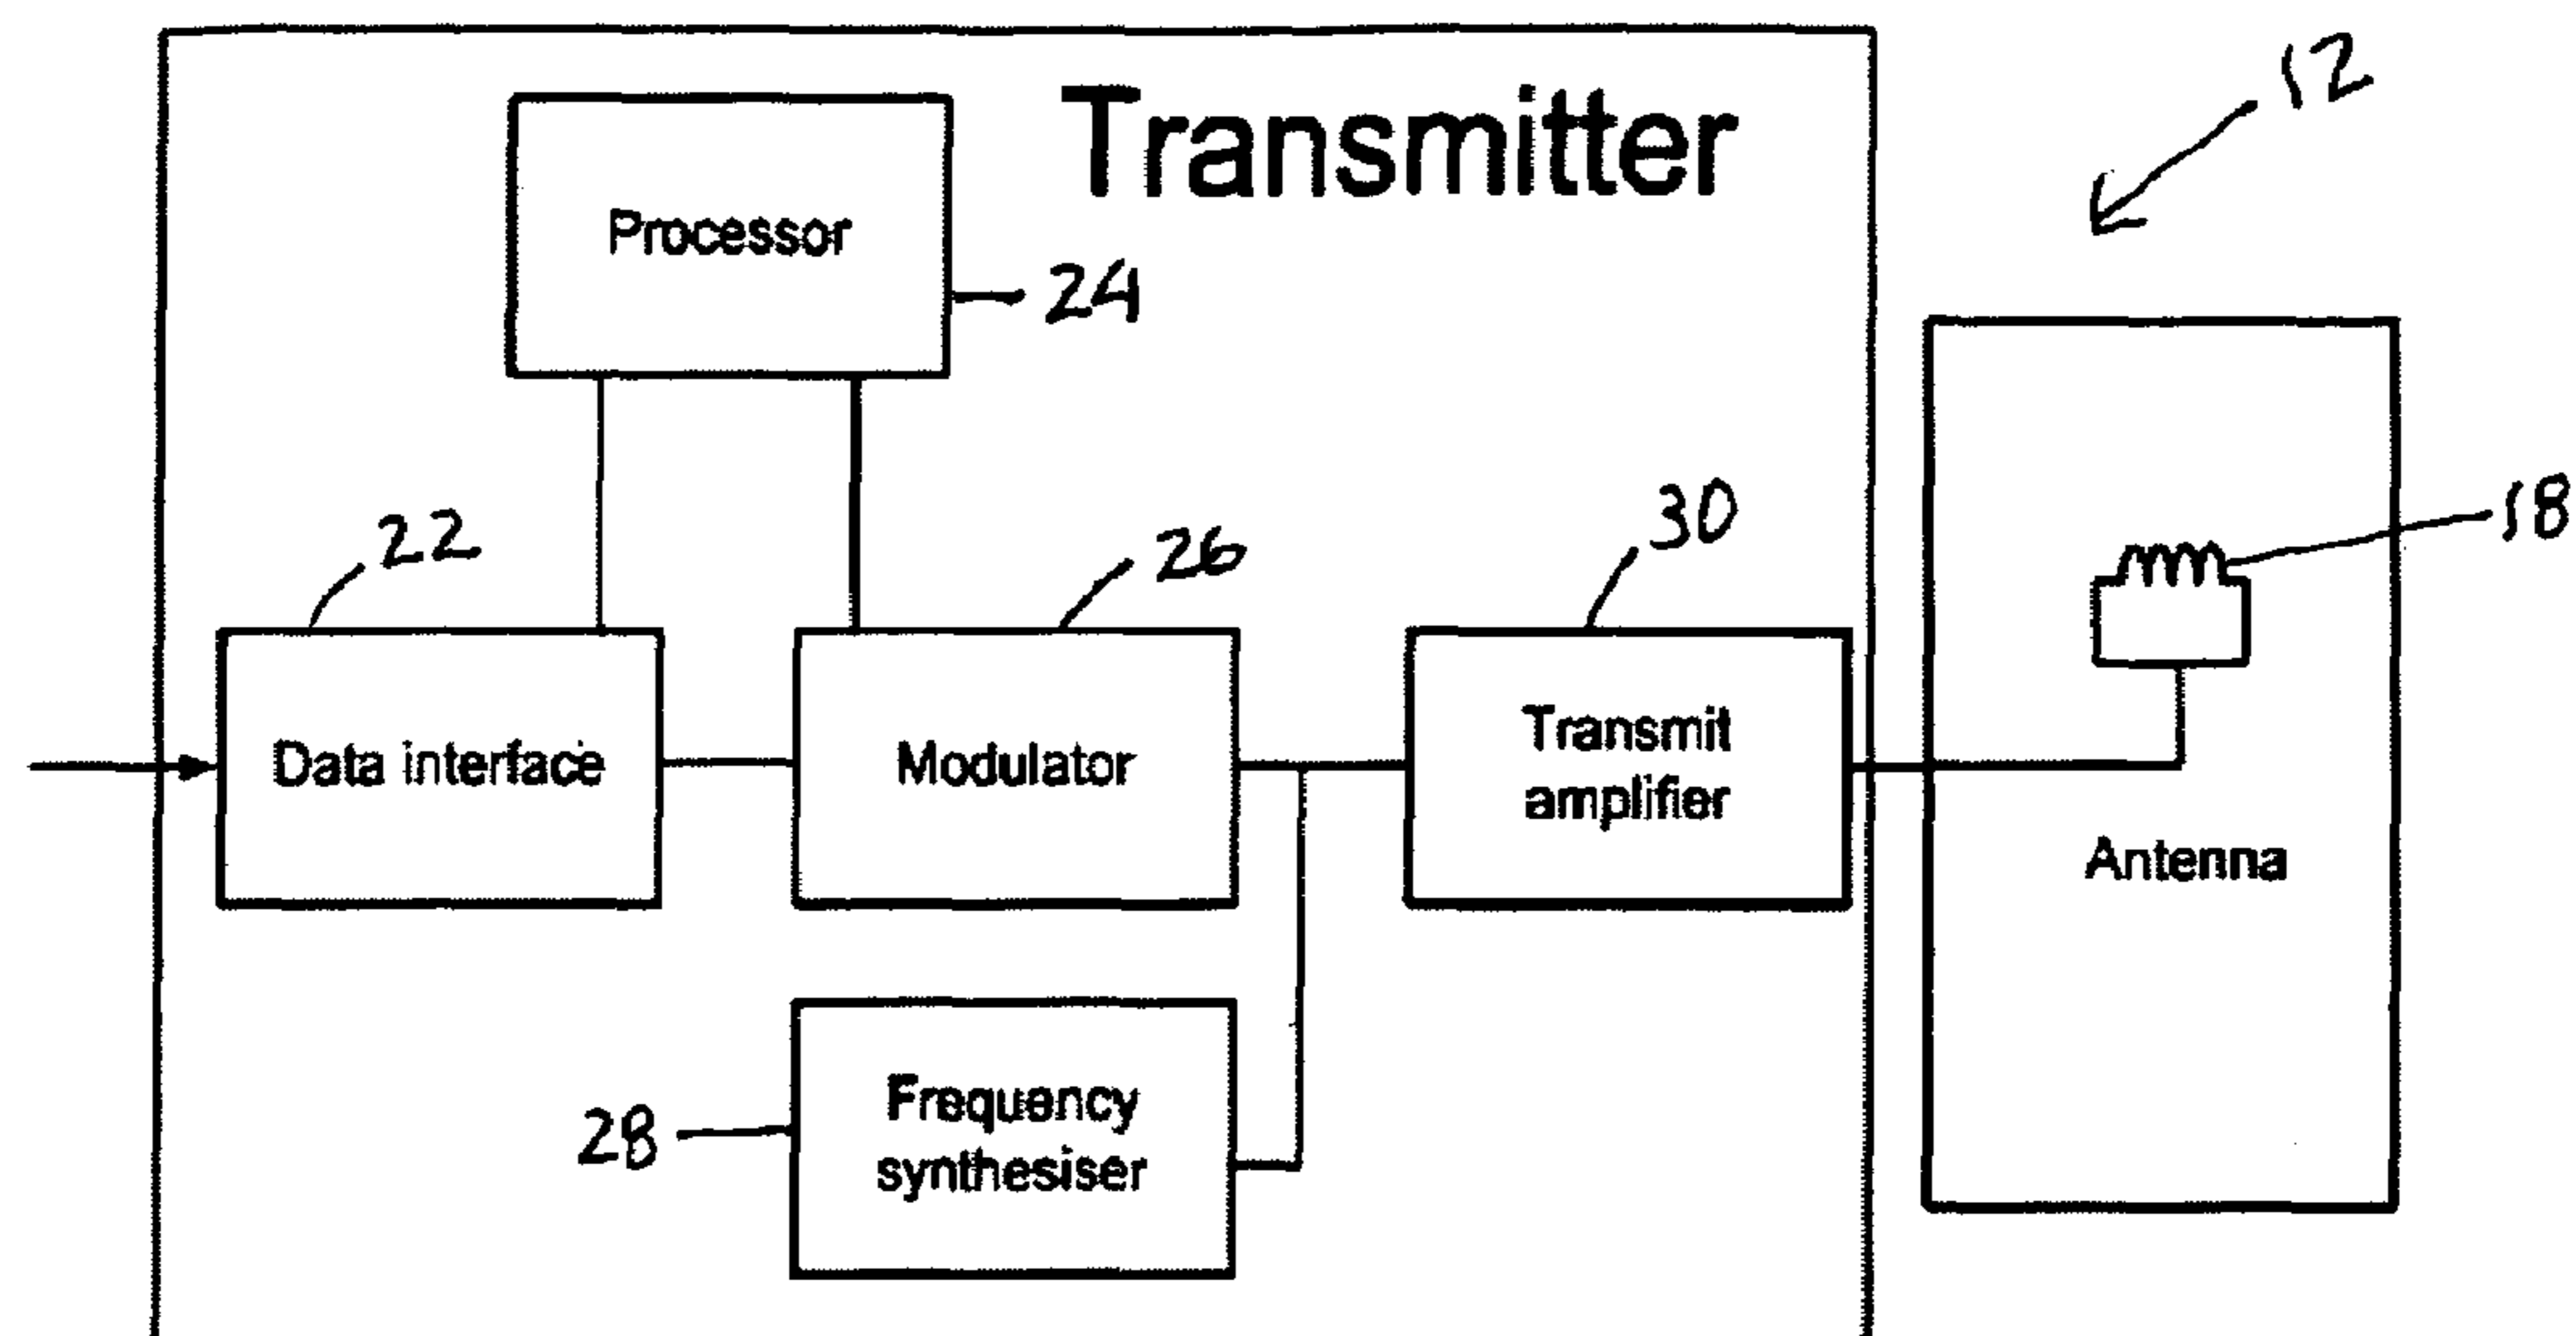 Transmitter
12
Processor
24
22
26
30
18
Data interface
Modulator
Transmit
amplifier
Antenna
28
Frequency
synthesiser